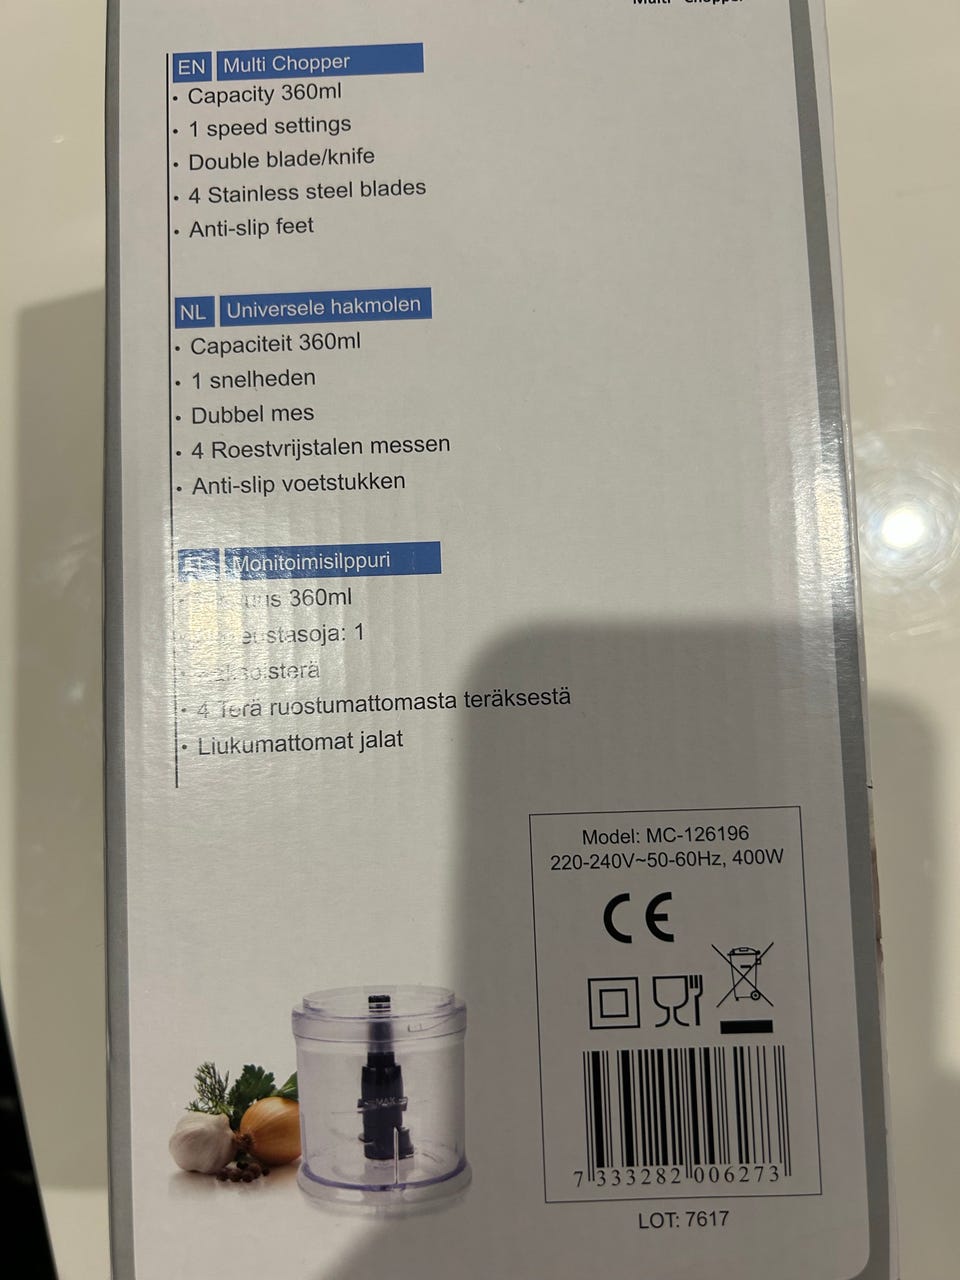 EN Multi Chopper
• Capacity 360ml
• 1 speed settings
• Double blade/knife
• 4 Stainless steel blades
• Anti-slip feet
NL Universele hakmolen
• Capaciteit 360ml
• 1 snelheden
• Dubbel mes
• 4 Roestvrijstalen messen
• Anti-slip voetstukken
Monitoimisilppuri
360ml
1
• 4 Terä ruostumattomasta teräksestä
• Liukumattomat jalat
Model: MC-126196
220-240V~50-60Hz, 400W
CE
MAX
7 333282 006273
LOT: 7617